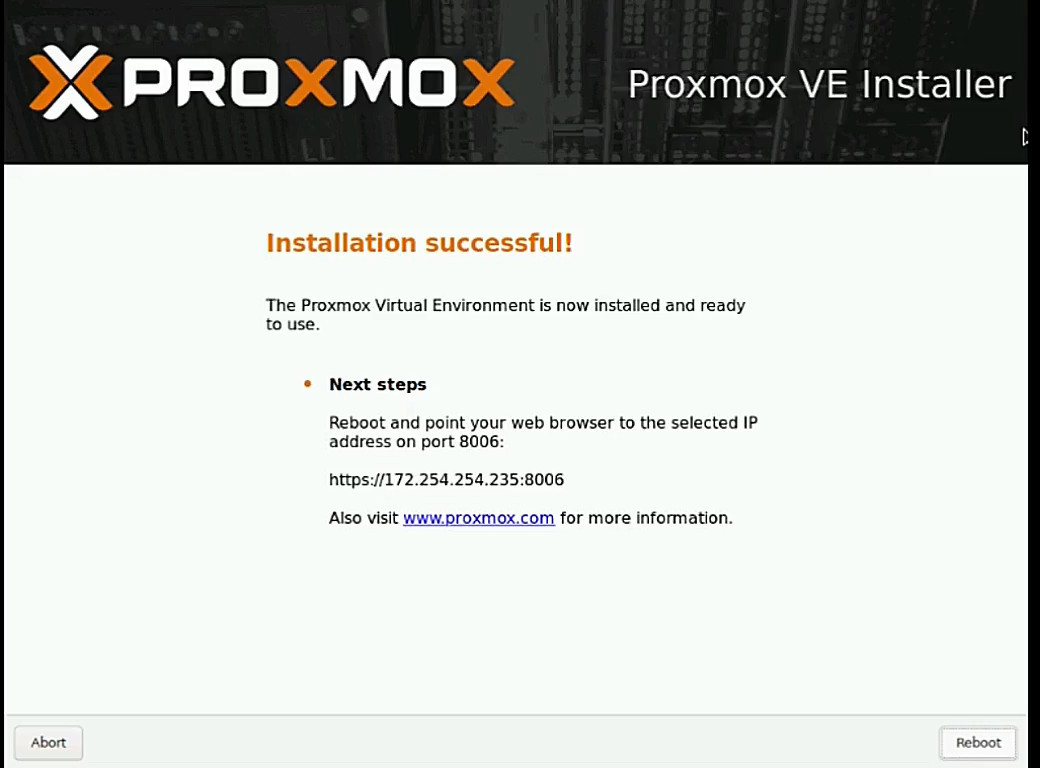 PROXMOX
Proxmox VE Installer
Installation successful!
The Proxmox Virtual Environment is now installed and ready
to use.
Next steps
Reboot and point your web browser to the selected IP
address on port 8006:
https://172.254.254.235:8006
Also visit www.proxmox.com for more information.
Abort
Reboot